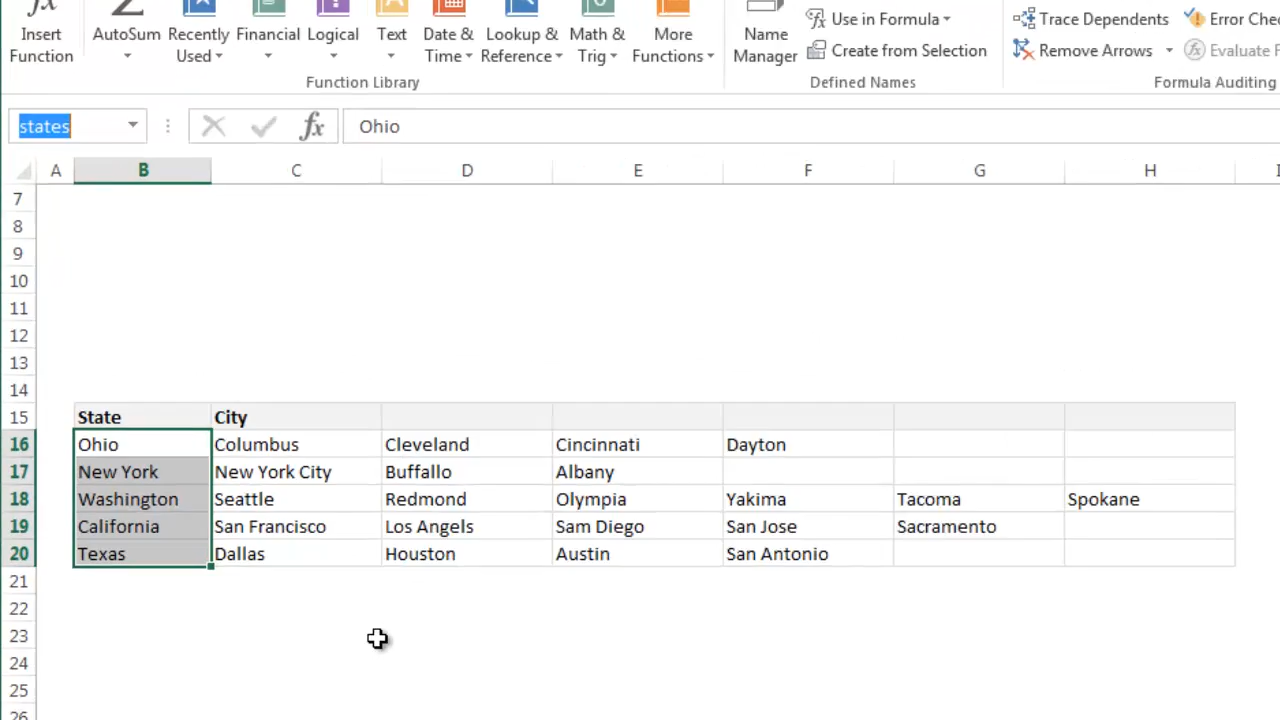 fx Σ
Insert AutoSum Recently Financial Logical Text Date & Lookup & Math & More Name Use in Formula Trace Dependents Error Che
Function Used Time Reference Trig Functions Manager Create from Selection Remove Arrows fx Evaluate F
Function Library Defined Names Formula Auditing
states fx Ohio
A B C D E F G H I
7
8
9
10
11
12
13
14
15 State City
16 Ohio Columbus Cleveland Cincinnati Dayton
17 New York New York City Buffallo Albany
18 Washington Seattle Redmond Olympia Yakima Tacoma Spokane
19 California San Francisco Los Angels Sam Diego San Jose Sacramento
20 Texas Dallas Houston Austin San Antonio
21
22
23
24
25
26